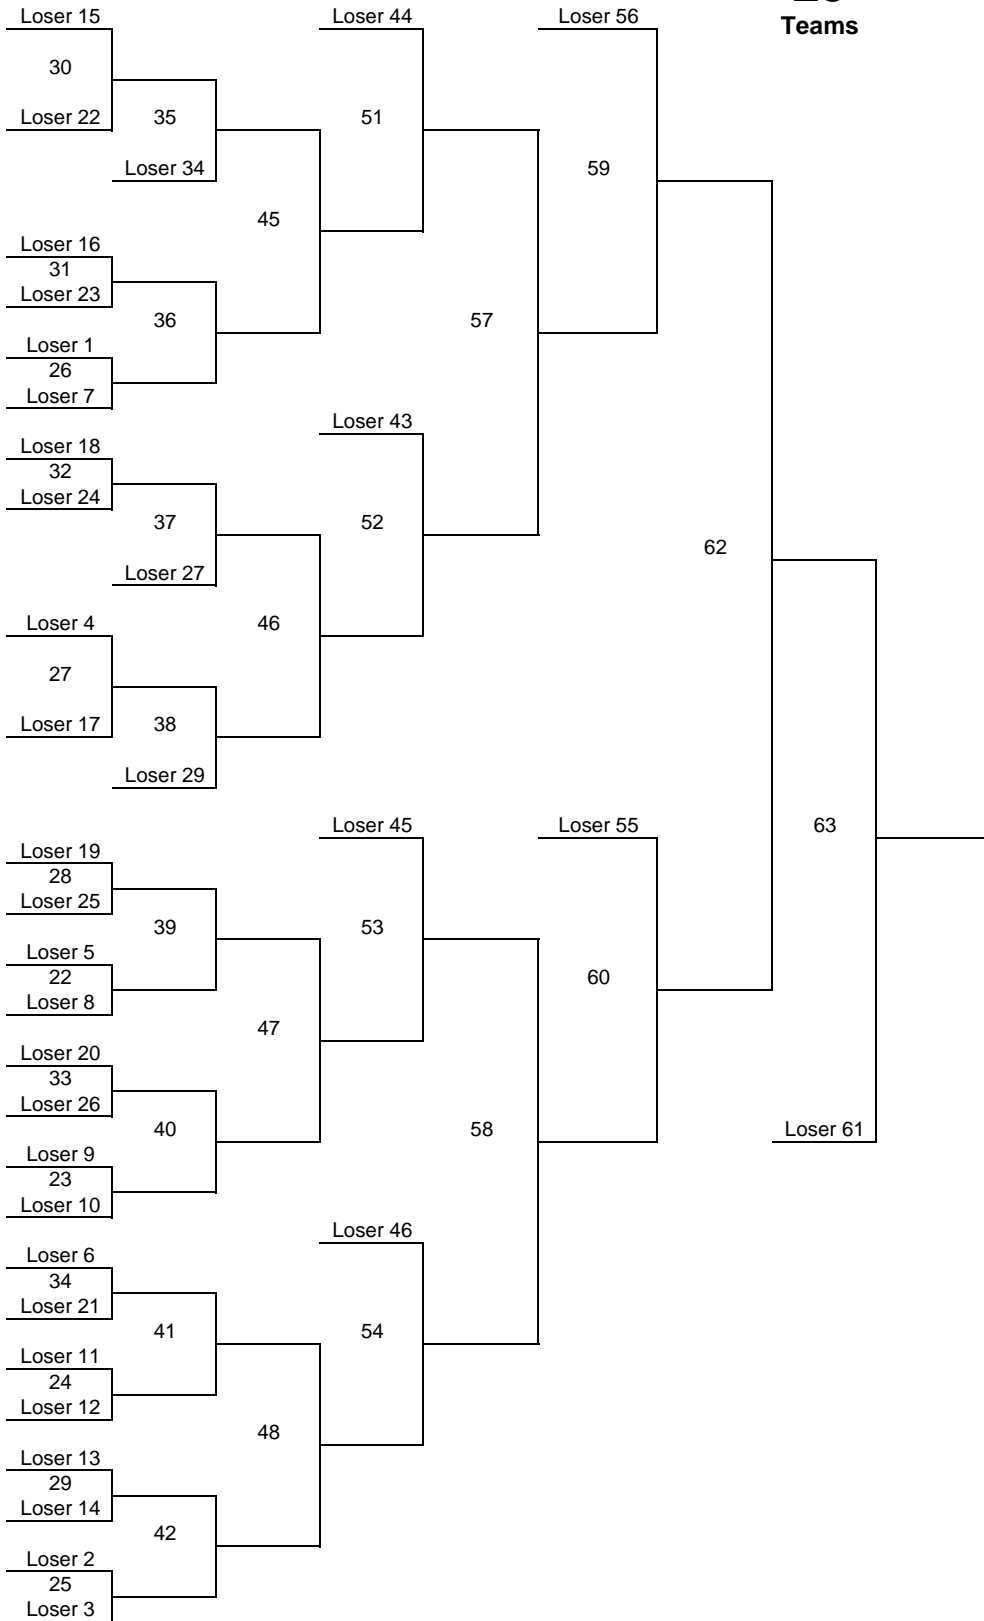 Loser 15
Loser 44
Loser 56
Teams
30
Loser 22
35
51
Loser 34
59
45
Loser 16
31
Loser 23
36
57
Loser 1
26
Loser 7
Loser 43
Loser 18
32
Loser 24
37
52
62
Loser 27
46
Loser 4
27
Loser 17
38
Loser 29
Loser 45
Loser 55
63
Loser 19
28
Loser 25
39
53
Loser 5
22
Loser 8
60
47
Loser 20
33
Loser 26
40
58
Loser 61
Loser 9
23
Loser 10
Loser 46
Loser 6
34
Loser 21
41
54
Loser 11
24
Loser 12
48
Loser 13
29
Loser 14
42
Loser 2
25
Loser 3